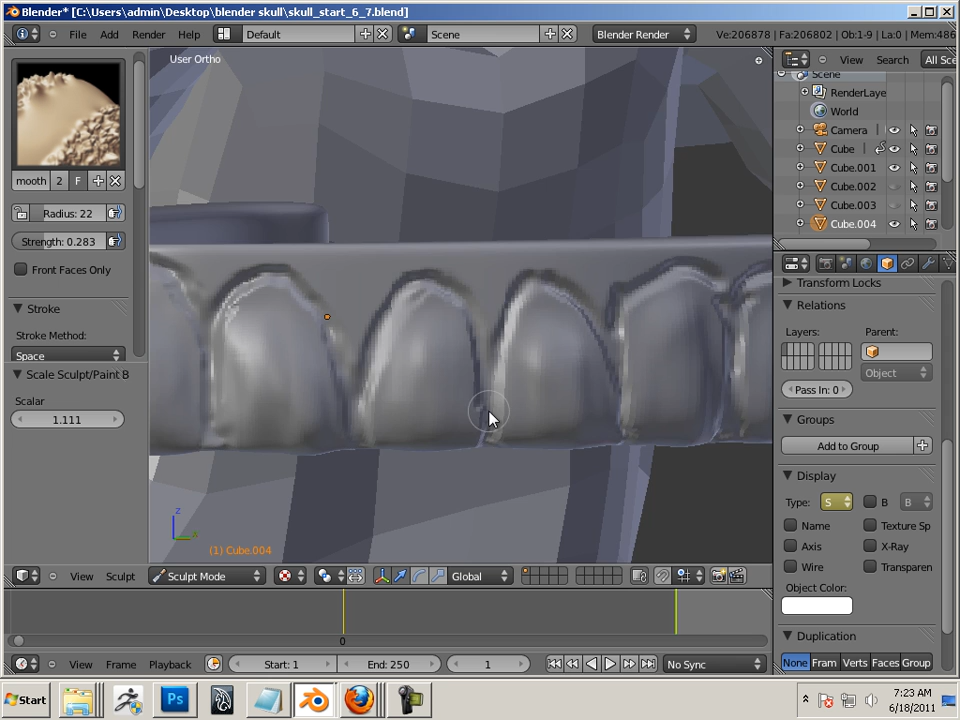 Blender* [C:\Users\admin\Desktop\blender skull\skull_start_6_7.blend]
File Add Render Help Default Scene Blender Render Ve:206878 | Fa:206802 | Ob:1-9 | La:0 | Mem:486
User Ortho
View Search All Sce
Scene
RenderLaye
World
Camera
Cube
Cube.001
Cube.002
Cube.003
Cube.004
mooth 2 F
Radius: 22
Strength: 0.283
Front Faces Only
Stroke
Stroke Method:
Space
Scale Sculpt/Paint B
Scalar
1.111
Transform Locks
Relations
Layers: Parent:
Object
Pass In: 0
Groups
Add to Group
Display
Type: S B B
Name Texture Sp
Axis X-Ray
Wire Transparen
Object Color:
Duplication
None Fram Verts Faces Group
z
(1) Cube.004
View Sculpt Sculpt Mode Global
0
View Frame Playback Start: 1 End: 250 1 No Sync
Start Ps 7:23 AM
6/18/2011